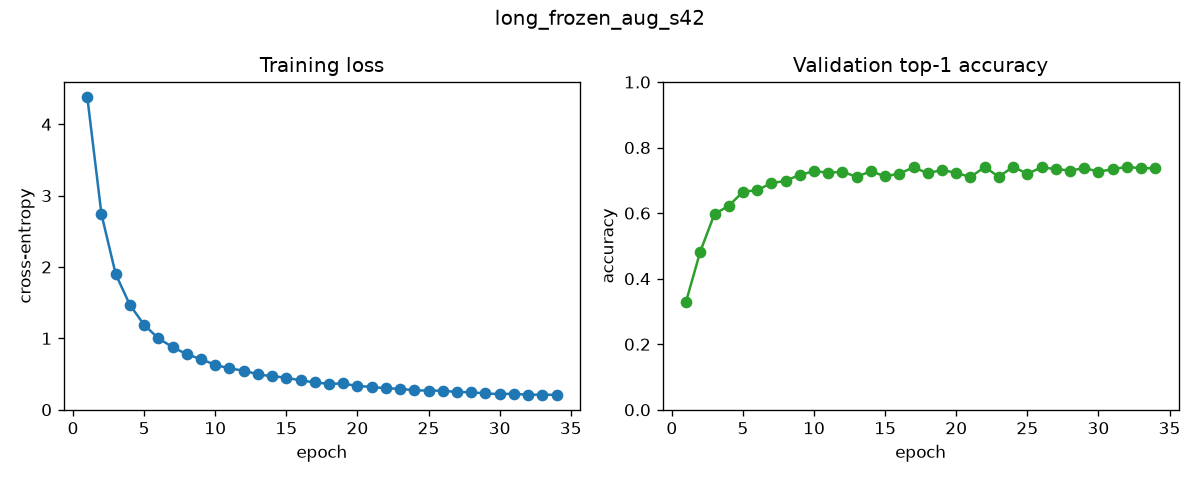 long_frozen_aug_s42
Training loss
cross-entropy
4
3
2
1
0
0 5 10 15 20 25 30 35
epoch
Validation top-1 accuracy
accuracy
1.0
0.8
0.6
0.4
0.2
0.0
0 5 10 15 20 25 30 35
epoch